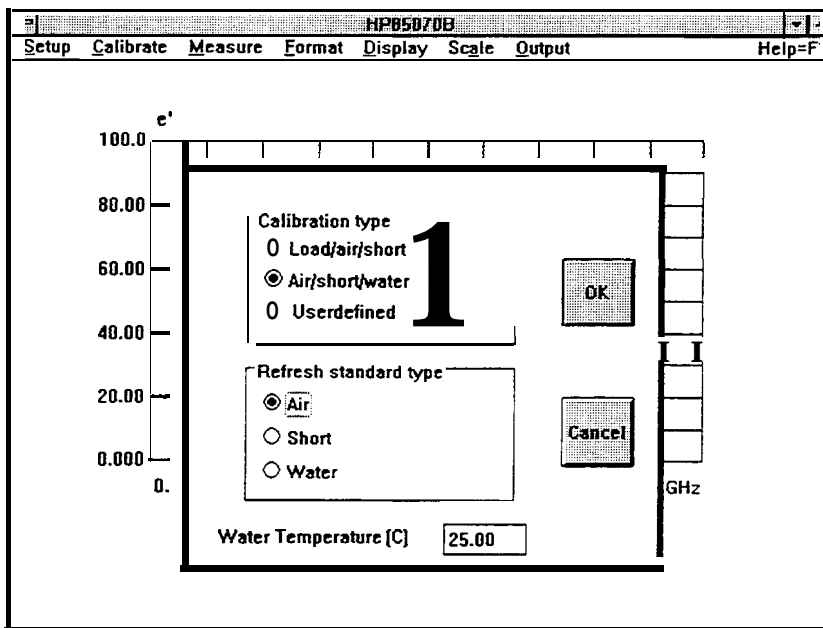 HP85070B
Setup Calibrate Measure Format Display Scale Output Help=F
e'
100.0
80.00
60.00
40.00
20.00
0.000
0.
GHz
Calibration type
0 Load/air/short
Air/short/water
0 Userdefined
1
OK
I I
Refresh standard type
Air
Short
Water
Cancel
Water Temperature (C) 25.00